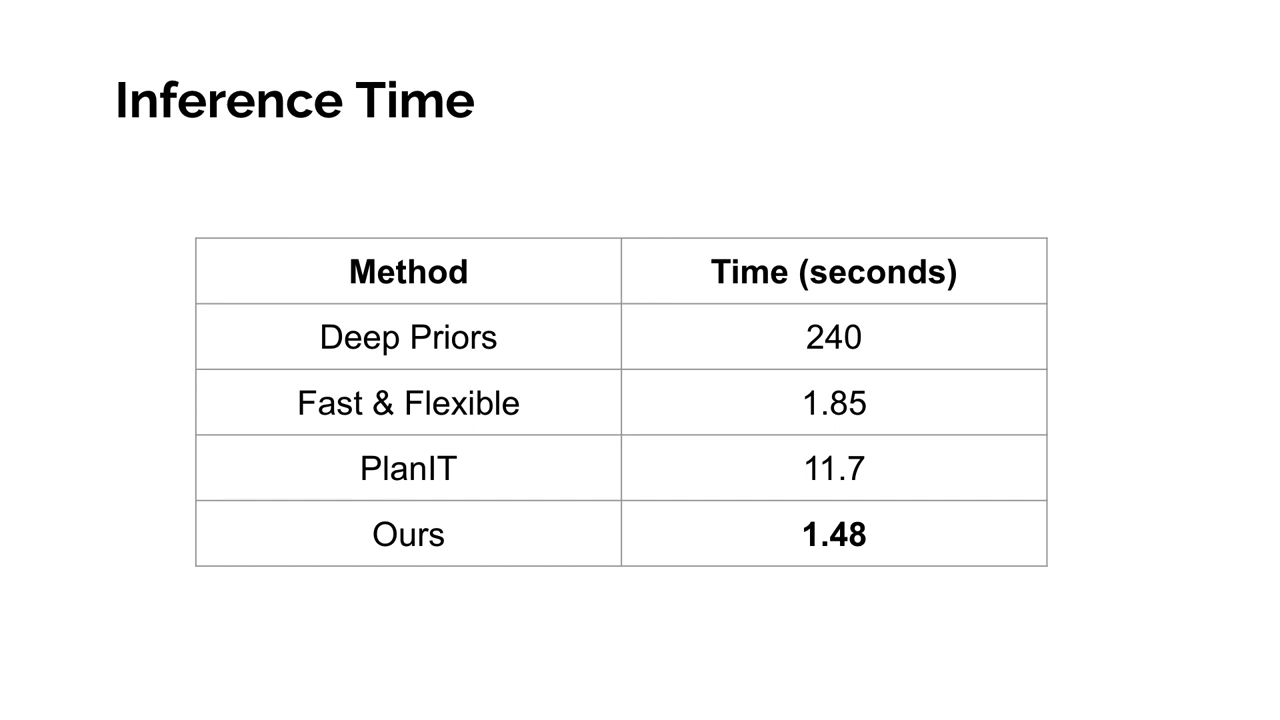 Inference Time
Method Time (seconds)
Deep Priors 240
Fast & Flexible 1.85
PlanIT 11.7
Ours 1.48